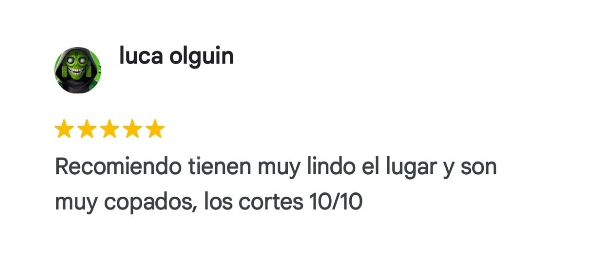 luca olguin
Recomiendo tienen muy lindo el lugar y son
muy copados, los cortes 10/10